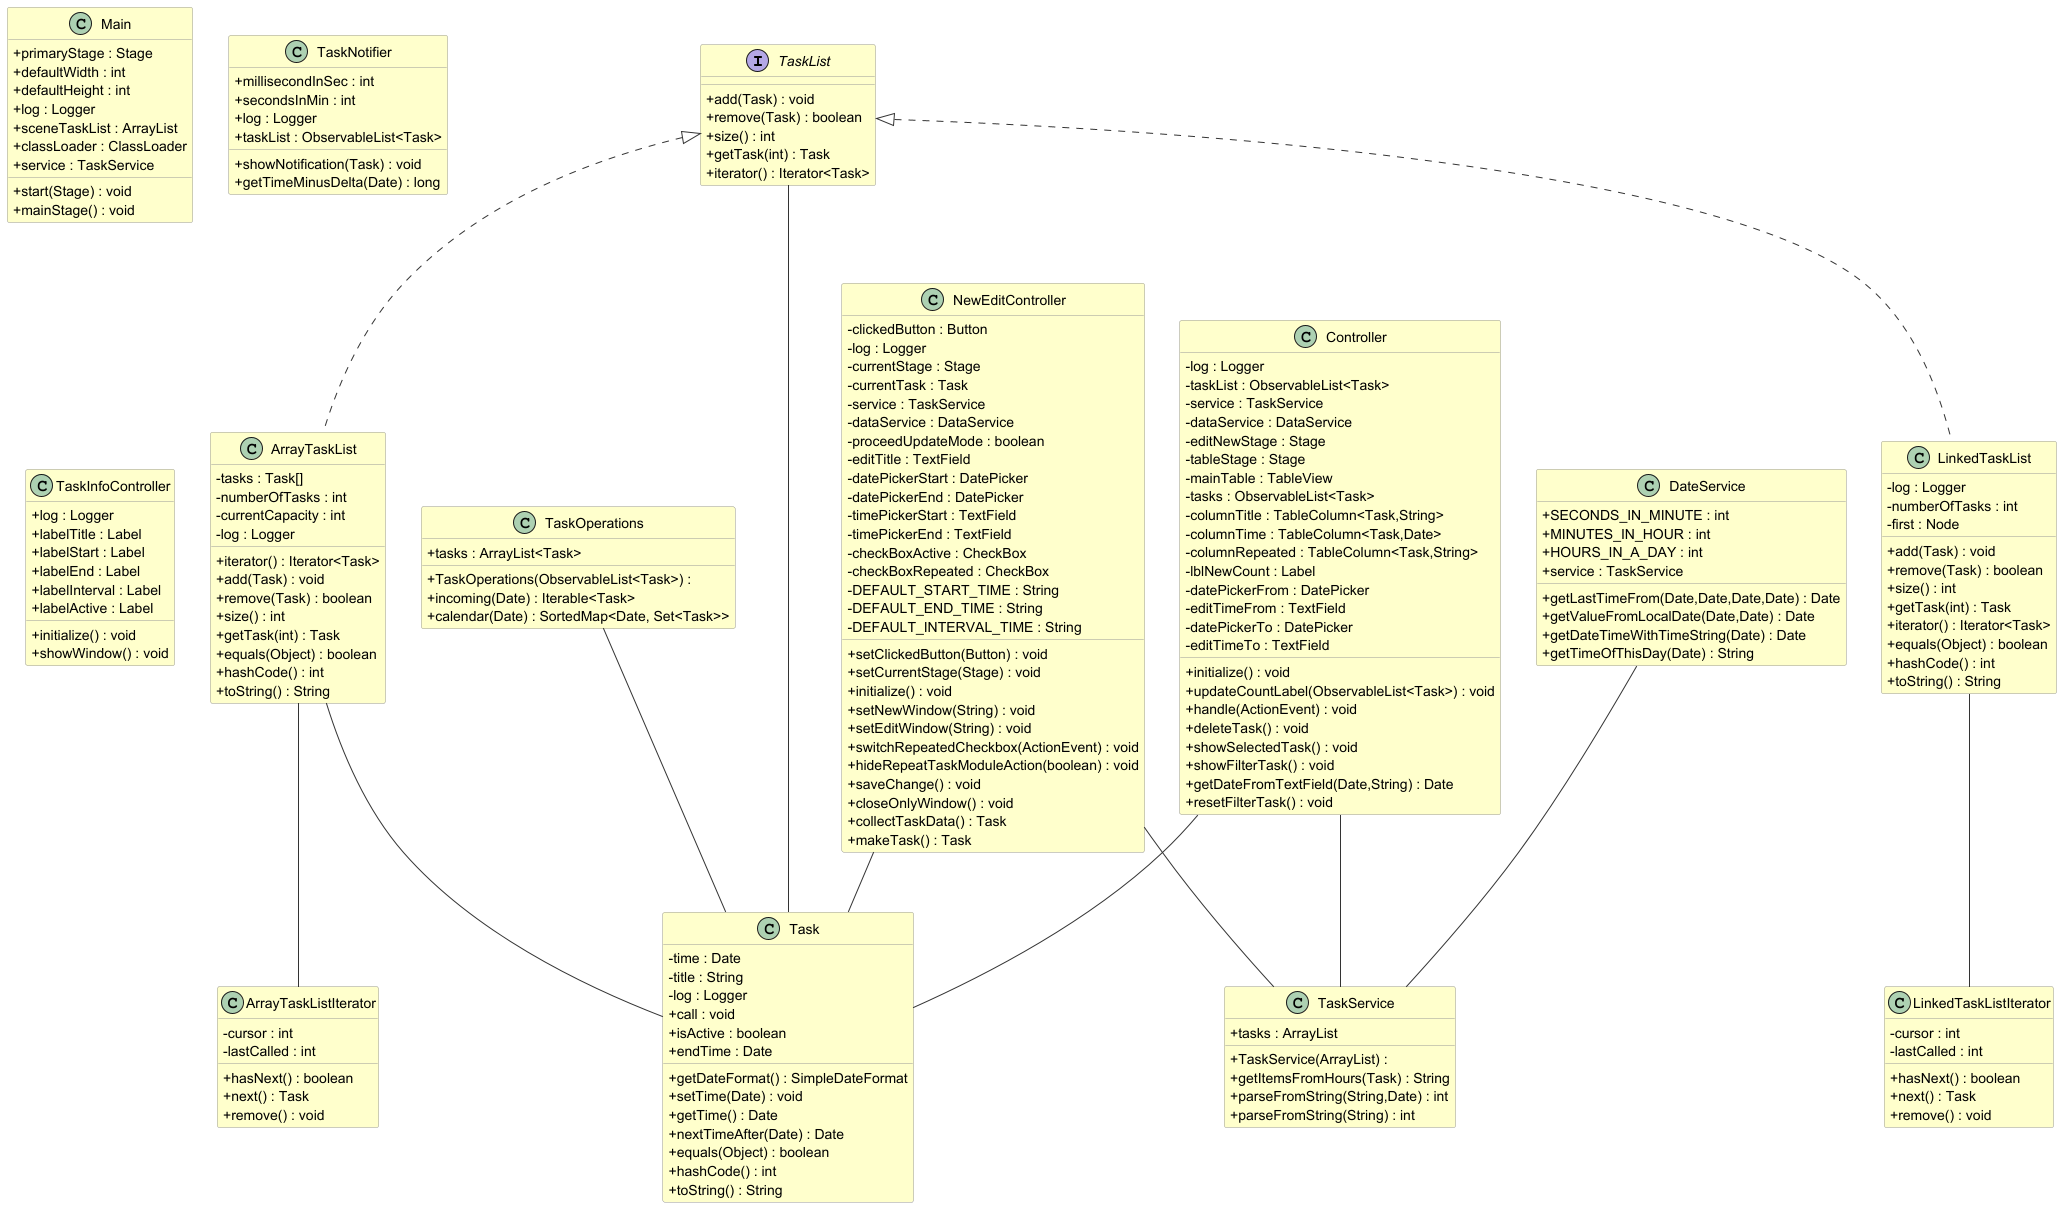 C Main
+primaryStage : Stage
+defaultWidth : int
+defaultHeight : int
+log : Logger
+sceneTaskList : ArrayList
+classLoader : ClassLoader
+service : TaskService
+start(Stage) : void
+mainStage() : void
C TaskNotifier
+millisecondInSec : int
+secondsInMin : int
+log : Logger
+taskList : ObservableList<Task>
+showNotification(Task) : void
+getTimeMinusDelta(Date) : long
I TaskList
+add(Task) : void
+remove(Task) : boolean
+size() : int
+getTask(int) : Task
+iterator() : Iterator<Task>
C TaskInfoController
+log : Logger
+labelTitle : Label
+labelStart : Label
+labelEnd : Label
+labelInterval : Label
+labelActive : Label
+initialize() : void
+showWindow() : void
C ArrayTaskList
-tasks : Task[]
-numberOfTasks : int
-currentCapacity : int
-log : Logger
+iterator() : Iterator<Task>
+add(Task) : void
+remove(Task) : boolean
+size() : int
+getTask(int) : Task
+equals(Object) : boolean
+hashCode() : int
+toString() : String
C TaskOperations
+tasks : ArrayList<Task>
+TaskOperations(ObservableList<Task>) :
+incoming(Date) : Iterable<Task>
+calendar(Date) : SortedMap<Date, Set<Task>>
C NewEditController
-clickedButton : Button
-log : Logger
-currentStage : Stage
-currentTask : Task
-service : TaskService
-dataService : DataService
-proceedUpdateMode : boolean
-editTitle : TextField
-datePickerStart : DatePicker
-datePickerEnd : DatePicker
-timePickerStart : TextField
-timePickerEnd : TextField
-checkBoxActive : CheckBox
-checkBoxRepeated : CheckBox
-DEFAULT_START_TIME : String
-DEFAULT_END_TIME : String
-DEFAULT_INTERVAL_TIME : String
+setClickedButton(Button) : void
+setCurrentStage(Stage) : void
+initialize() : void
+setNewWindow(String) : void
+setEditWindow(String) : void
+switchRepeatedCheckbox(ActionEvent) : void
+hideRepeatTaskModuleAction(boolean) : void
+saveChange() : void
+closeOnlyWindow() : void
+collectTaskData() : Task
+makeTask() : Task
C Controller
-log : Logger
-taskList : ObservableList<Task>
-service : TaskService
-dataService : DataService
-editNewStage : Stage
-tableStage : Stage
-mainTable : TableView
-tasks : ObservableList<Task>
-columnTitle : TableColumn<Task,String>
-columnTime : TableColumn<Task,Date>
-columnRepeated : TableColumn<Task,String>
-lblNewCount : Label
-datePickerFrom : DatePicker
-editTimeFrom : TextField
-datePickerTo : DatePicker
-editTimeTo : TextField
+initialize() : void
+updateCountLabel(ObservableList<Task>) : void
+handle(ActionEvent) : void
+deleteTask() : void
+showSelectedTask() : void
+showFilterTask() : void
+getDateFromTextField(Date,String) : Date
+resetFilterTask() : void
C DateService
+SECONDS_IN_MINUTE : int
+MINUTES_IN_HOUR : int
+HOURS_IN_A_DAY : int
+service : TaskService
+getLastTimeFrom(Date,Date,Date,Date) : Date
+getValueFromLocalDate(Date,Date) : Date
+getDateTimeWithTimeString(Date) : Date
+getTimeOfThisDay(Date) : String
C LinkedTaskList
-log : Logger
-numberOfTasks : int
-first : Node
+add(Task) : void
+remove(Task) : boolean
+size() : int
+getTask(int) : Task
+iterator() : Iterator<Task>
+equals(Object) : boolean
+hashCode() : int
+toString() : String
C ArrayTaskListIterator
-cursor : int
-lastCalled : int
+hasNext() : boolean
+next() : Task
+remove() : void
C Task
-time : Date
-title : String
-log : Logger
+call : void
+isActive : boolean
+endTime : Date
+getDateFormat() : SimpleDateFormat
+setTime(Date) : void
+getTime() : Date
+nextTimeAfter(Date) : Date
+equals(Object) : boolean
+hashCode() : int
+toString() : String
C TaskService
+tasks : ArrayList
+TaskService(ArrayList) :
+getItemsFromHours(Task) : String
+parseFromString(String,Date) : int
+parseFromString(String) : int
C LinkedTaskListIterator
-cursor : int
-lastCalled : int
+hasNext() : boolean
+next() : Task
+remove() : void